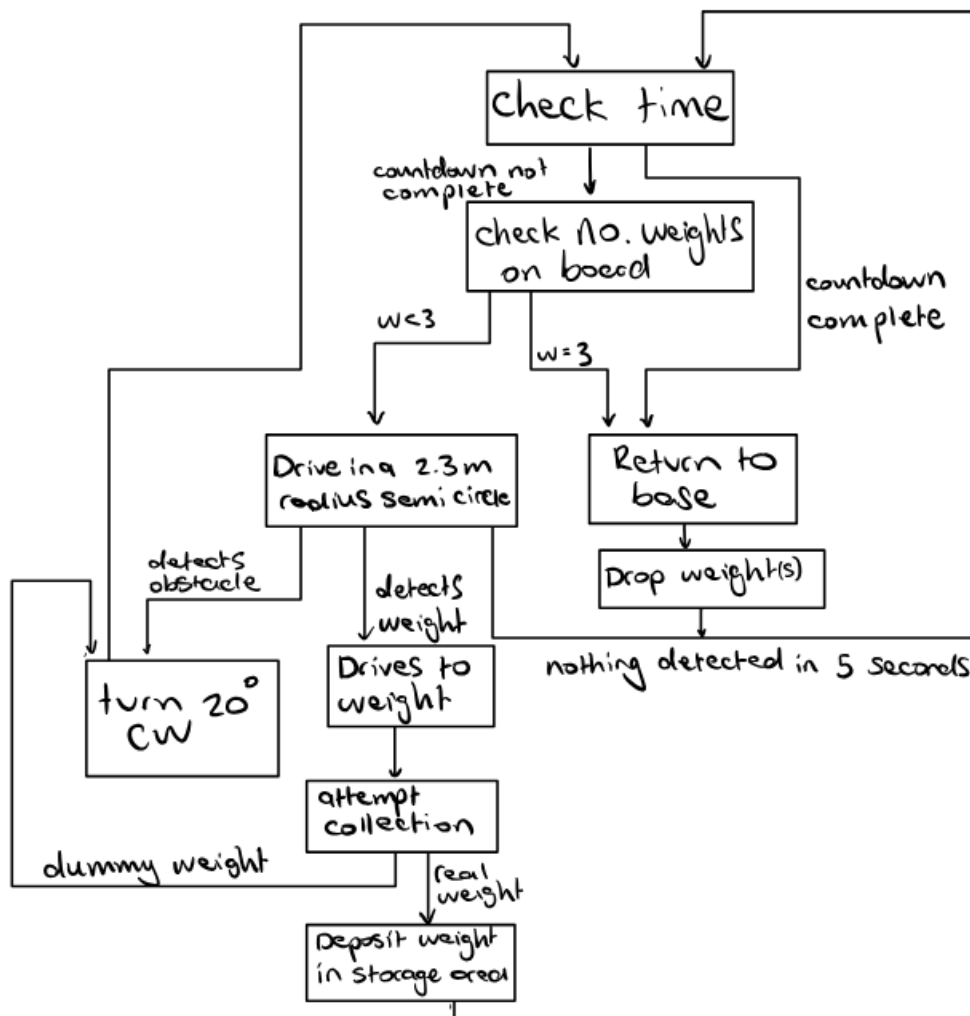 Check time
countdown not
complete
check no. weights
on board
countdown
complete
w<3
w=3
Drive in a 2.3m
radius semi circle
Return to
base
detects
obstacle
detects
weight
Drop weight(s)
nothing detected in 5 seconds
turn 20°
CW
Drives to
weight
attempt
collection
dummy weight
real
weight
Deposit weight
in storage area